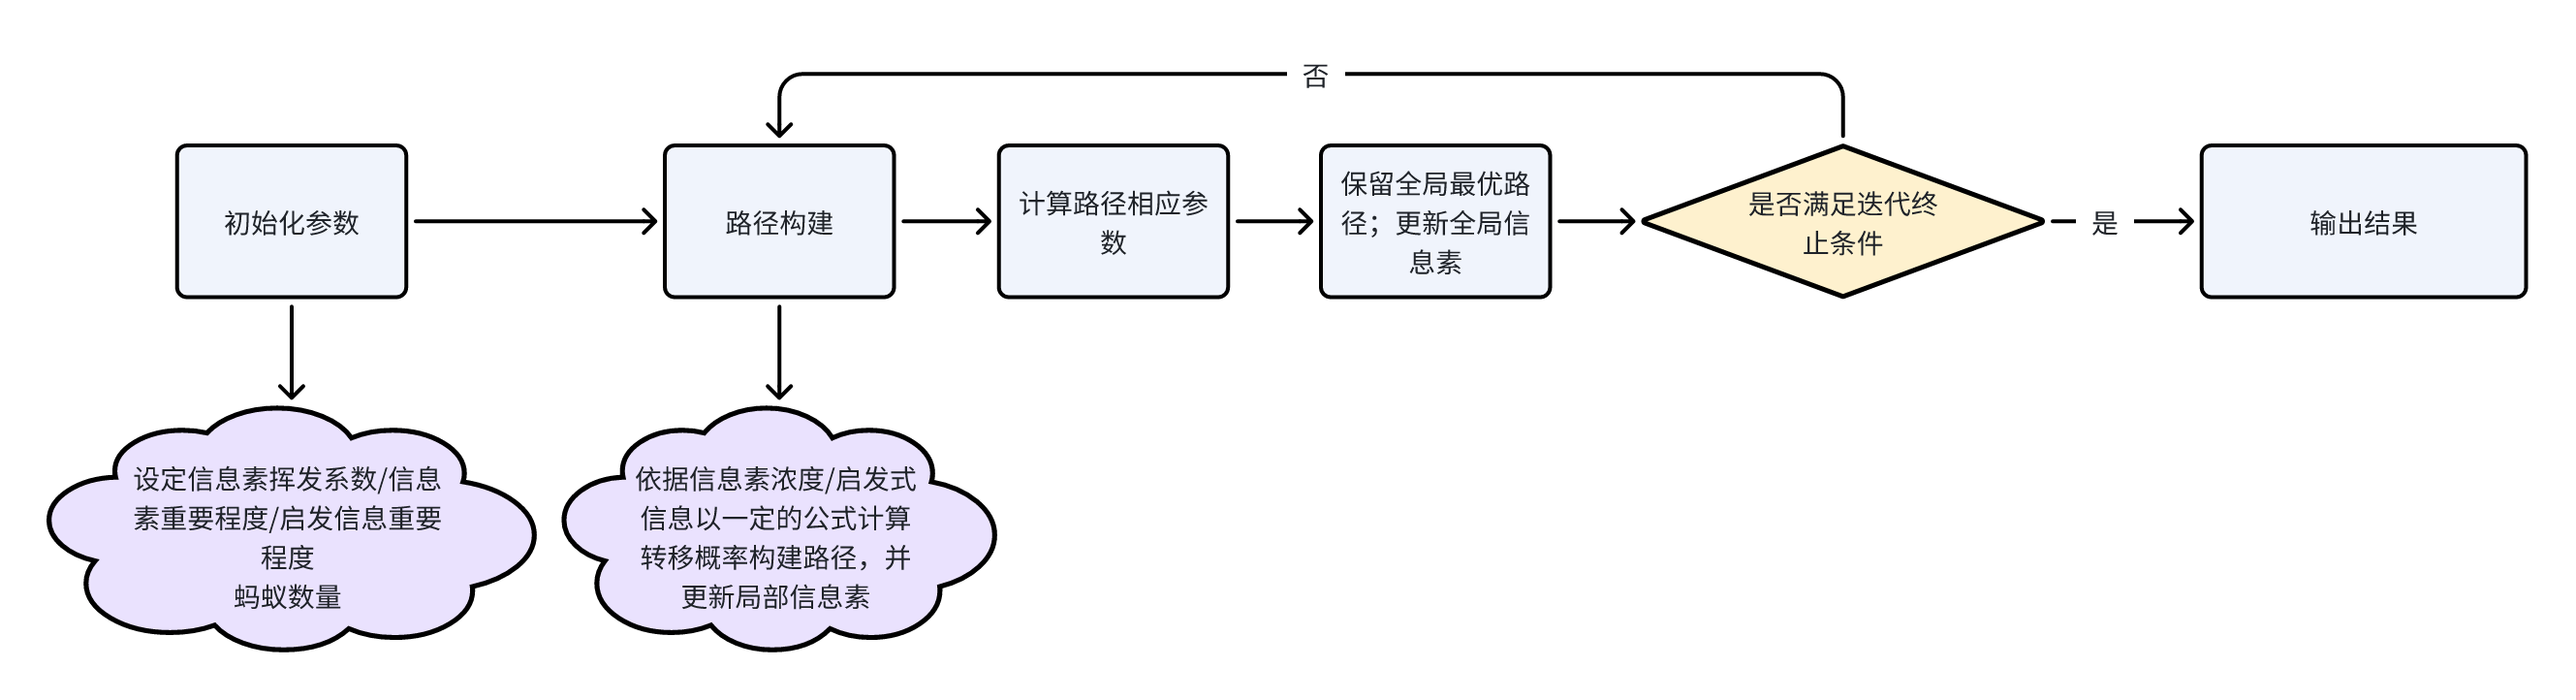 否
初始化参数
路径构建
计算路径相应参
数
保留全局最优路
径；更新全局信
息素
是否满足迭代终
止条件
是
输出结果
设定信息素挥发系数/信息
素重要程度/启发信息重要
程度
蚂蚁数量
依据信息素浓度/启发式
信息以一定的公式计算
转移概率构建路径，并
更新局部信息素